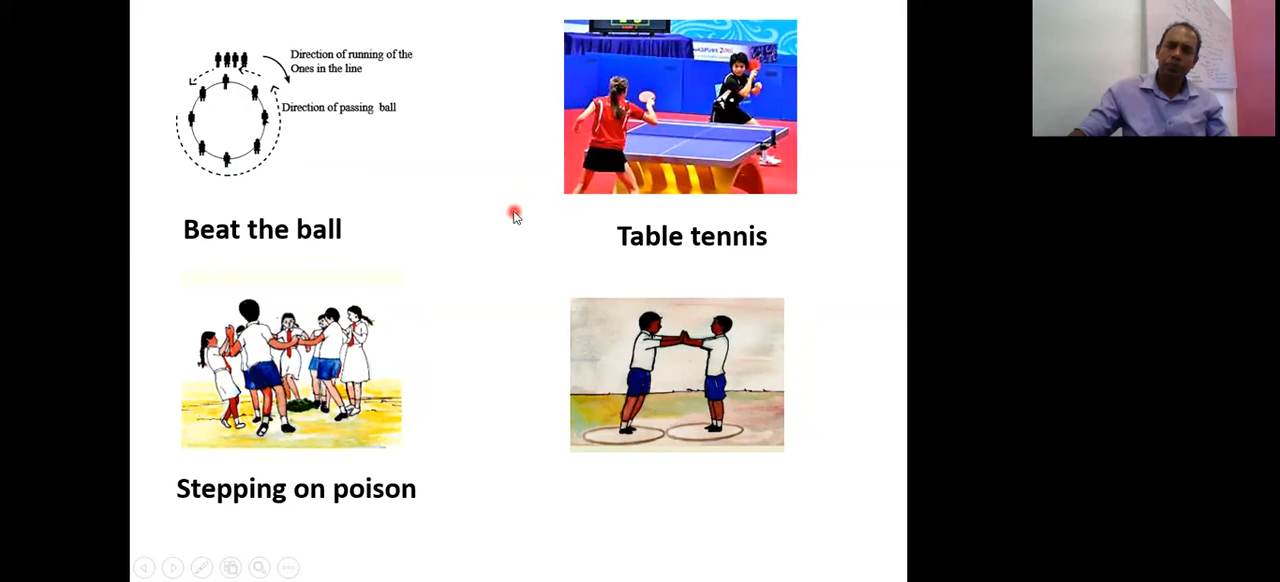 Direction of running of the
Ones in the line
Direction of passing ball
Beat the ball
Table tennis
Stepping on poison